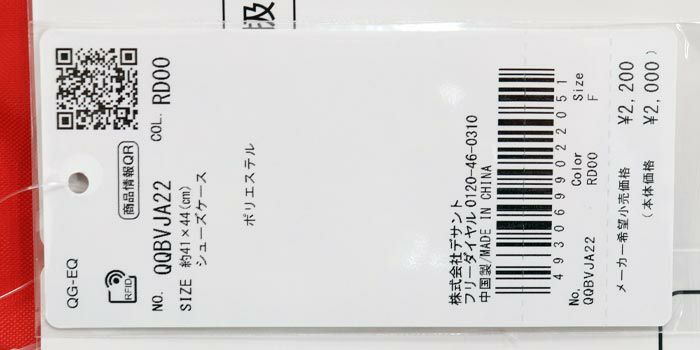 QG-EQ
RFID
商品情報QR
NO. QQBVJA22 COL. RD00
SIZE 約41×44(cm)
シューズケース
ポリエステル
株式会社デサント
フリーダイヤル 0120-46-0310
中国製/MADE IN CHINA
4930699022051
No. Color Size
QQBVJA22 RD00 F
メーカー希望小売価格 ¥2,200
(本体価格 ¥2,000)
扱